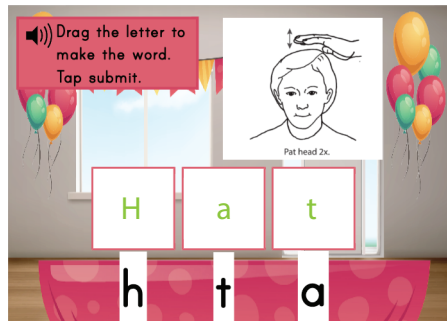 Drag the letter to
make the word.
Tap submit.
Pat head 2x.
H a t
h t a